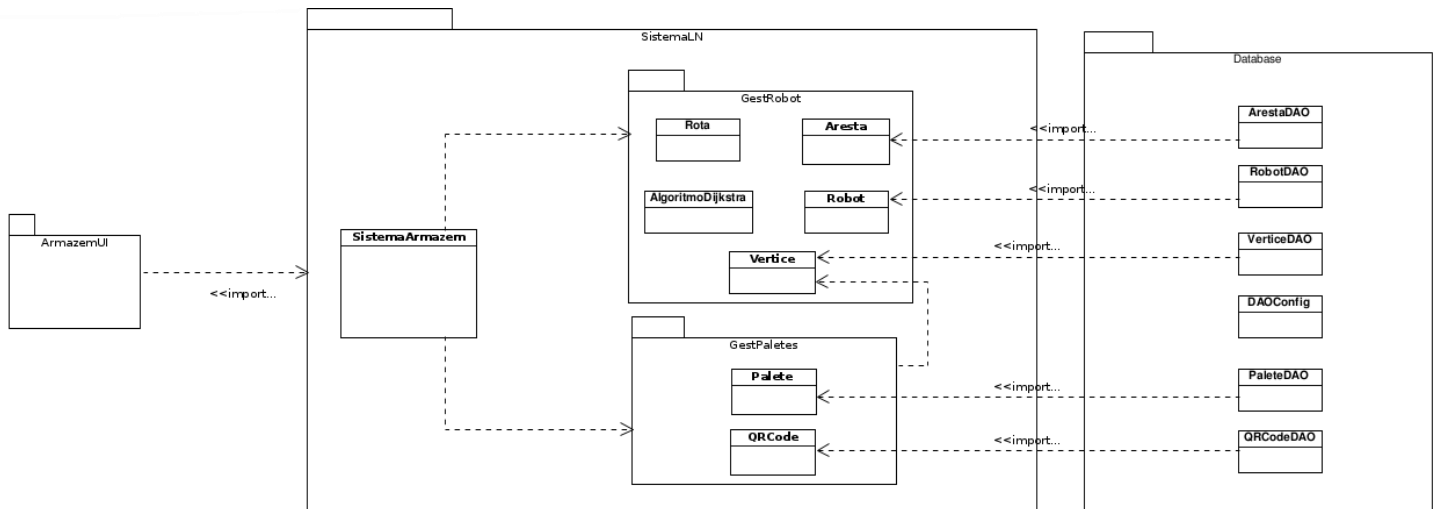 SistemaLN
Database
GestRobot
Rota
Aresta
<<import...
ArestaDAO
AlgoritmoDijkstra
Robot
<<import...
RobotDAO
ArmazemUI
SistemaArmazem
Vertice
<<import...
VerticeDAO
<<import...
DAOConfig
GestPaletes
Palete
<<import...
PaleteDAO
QRCode
<<import...
QRCodeDAO